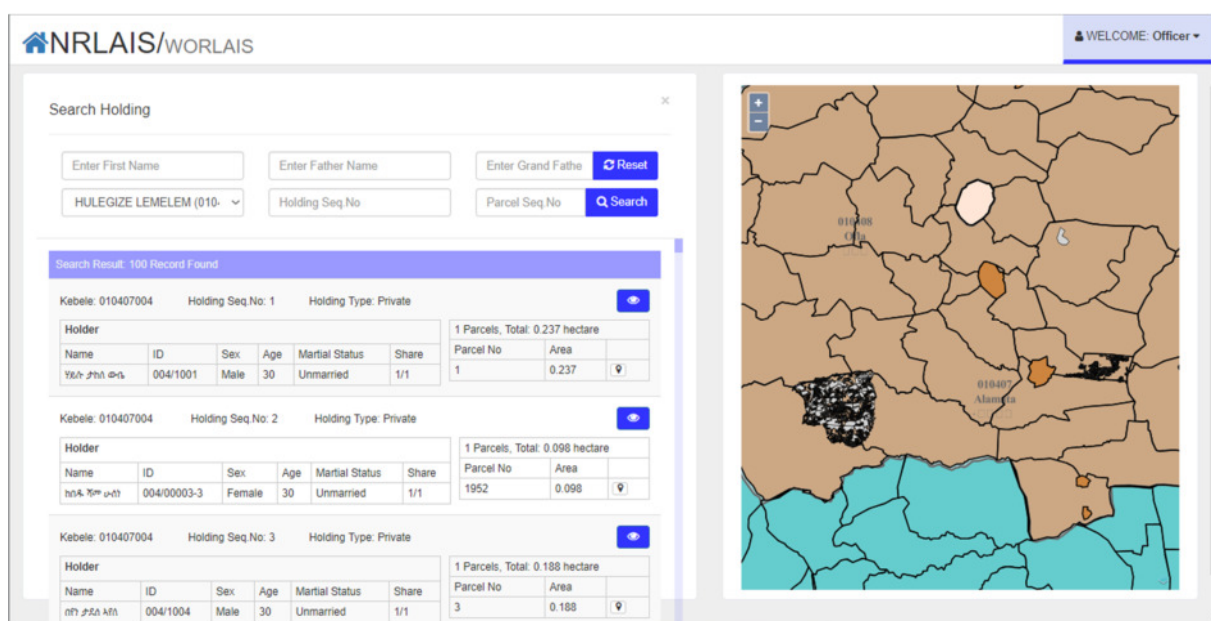 NRLAIS/WORLAIS
WELCOME: Officer
Search Holding
×
Enter First Name Enter Father Name Enter Grand Fathe Reset
HULEGIZE LEMELEM (010- Holding Seq.No Parcel Seq.No Search
Search Result: 100 Record Found
Kebele: 010407004 Holding Seq.No: 1 Holding Type: Private
Holder
Name ID Sex Age Martial Status Share
004/1001 Male 30 Unmarried 1/1
1 Parcels, Total: 0.237 hectare
Parcel No Area
1 0.237
Kebele: 010407004 Holding Seq.No: 2 Holding Type: Private
Holder
Name ID Sex Age Martial Status Share
004/00003-3 Female 30 Unmarried 1/1
1 Parcels, Total: 0.098 hectare
Parcel No Area
1952 0.098
Kebele: 010407004 Holding Seq.No: 3 Holding Type: Private
Holder
Name ID Sex Age Martial Status Share
004/1004 Male 30 Unmarried 1/1
1 Parcels, Total: 0.188 hectare
Parcel No Area
3 0.188
+
−
010408
Ofla
010407
Alamata